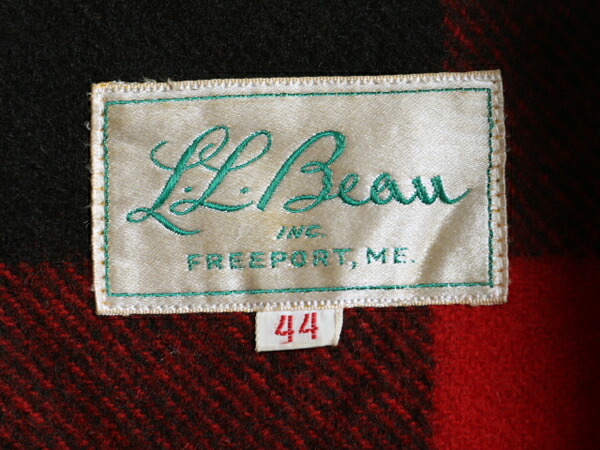 L.L. Bean
INC.
FREEPORT, ME.
44